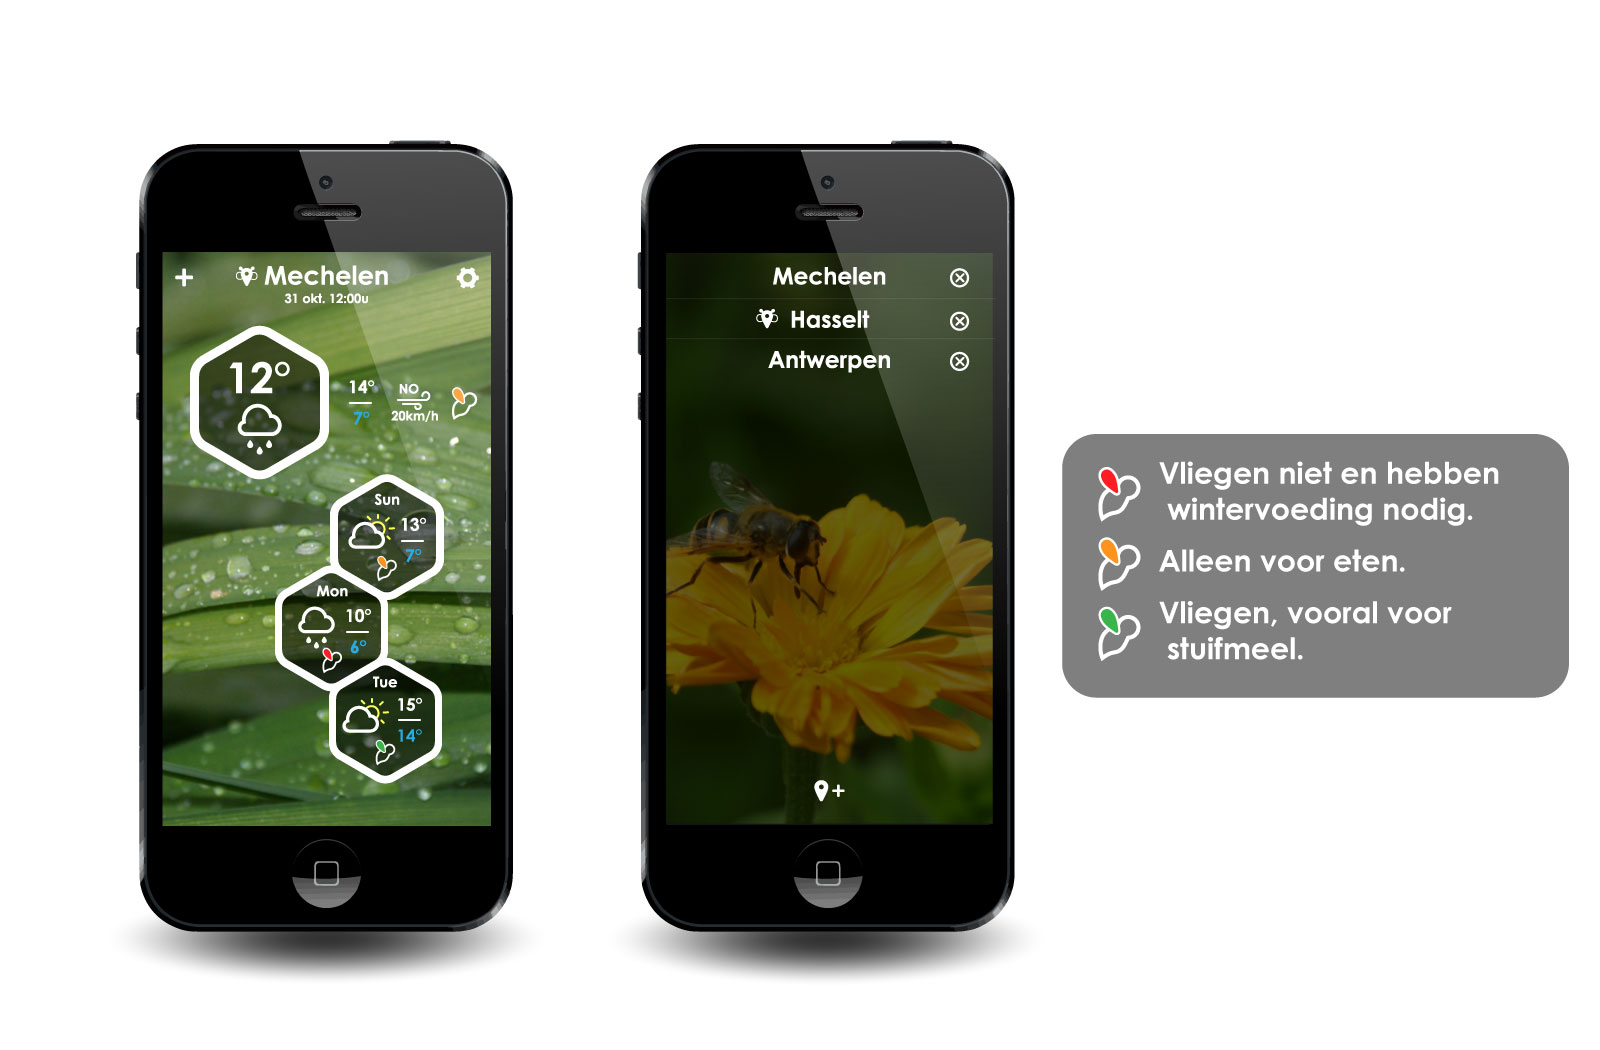 Mechelen
31 okt. 12:00u
12°
14°
7°
NO
20km/h
Sun
13°
7°
Mon
10°
6°
Tue
15°
14°
Mechelen
Hasselt
Antwerpen
Vliegen niet en hebben
wintervoeding nodig.
Alleen voor eten.
Vliegen, vooral voor
stuifmeel.